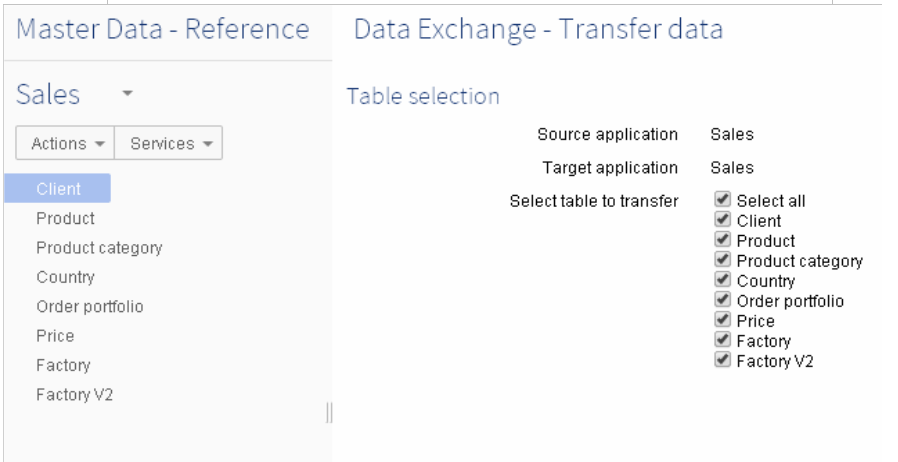 Master Data - Reference
Sales
Actions
Services
Client
Product
Product category
Country
Order portfolio
Price
Factory
Factory V2
Data Exchange - Transfer data
Table selection
Source application Sales
Target application Sales
Select table to transfer Select all
Client
Product
Product category
Country
Order portfolio
Price
Factory
Factory V2